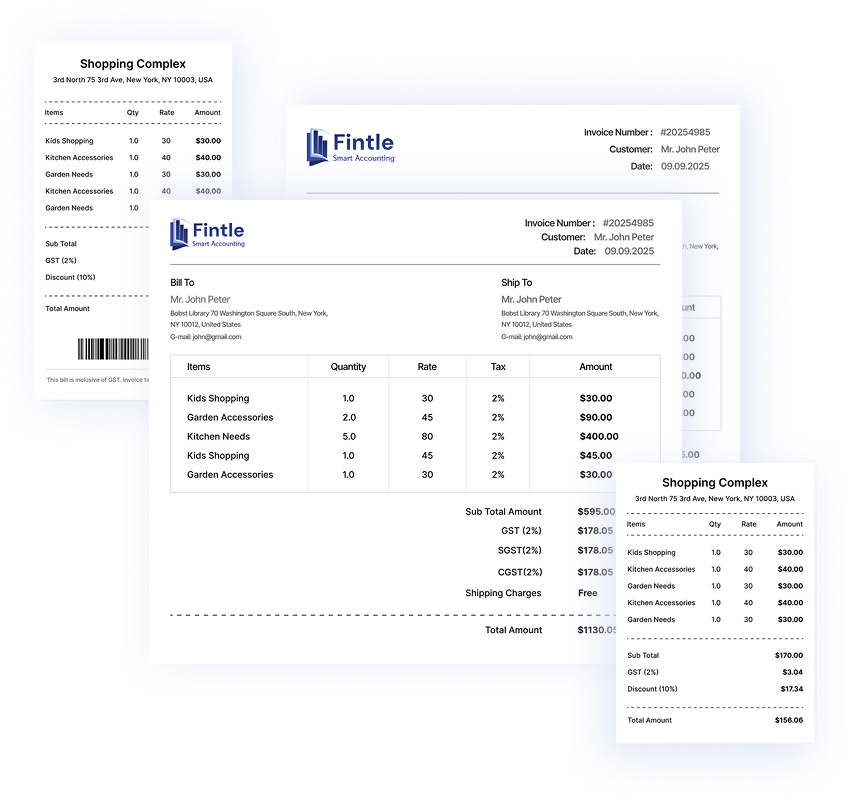 Shopping Complex
3rd North 75 3rd Ave, New York, NY 10003, USA
Items Qty Rate Amount
Kids Shopping 1.0 30 $30.00
Kitchen Accessories 1.0 40 $40.00
Garden Needs 1.0 30 $30.00
Kitchen Accessories 1.0 40 $40.00
Garden Needs 1.0
Sub Total
GST (2%)
Discount (10%)
Total Amount
This bill is inclusive of GST. Invoice
Fintle
Smart Accounting
Invoice Number : #20254985
Customer: Mr. John Peter
Date: 09.09.2025
New York,
Fintle
Smart Accounting
Invoice Number : #20254985
Customer: Mr. John Peter
Date: 09.09.2025
Bill To Ship To
Mr. John Peter Mr. John Peter
Bobst Library 70 Washington Square South, New York, Bobst Library 70 Washington Square South, New York,
NY 10012, United States NY 10012, United States
G-mail: john@gmail.com G-mail: john@gmail.com
Items Quantity Rate Tax Amount
Kids Shopping 1.0 30 2% $30.00
Garden Accessories 2.0 45 2% $90.00
Kitchen Needs 5.0 80 2% $400.00
Kids Shopping 1.0 45 2% $45.00
Garden Accessories 1.0 30 2% $30.00
Sub Total Amount $595.00
GST (2%) $178.05
SGST(2%) $178.05
CGST(2%) $178.05
Shipping Charges Free
Total Amount $1130.05
Shopping Complex
3rd North 75 3rd Ave, New York, NY 10003, USA
Items Qty Rate Amount
Kids Shopping 1.0 30 $30.00
Kitchen Accessories 1.0 40 $40.00
Garden Needs 1.0 30 $30.00
Kitchen Accessories 1.0 40 $40.00
Garden Needs 1.0 30 $30.00
Sub Total $170.00
GST (2%) $3.04
Discount (10%) $17.34
Total Amount $156.06